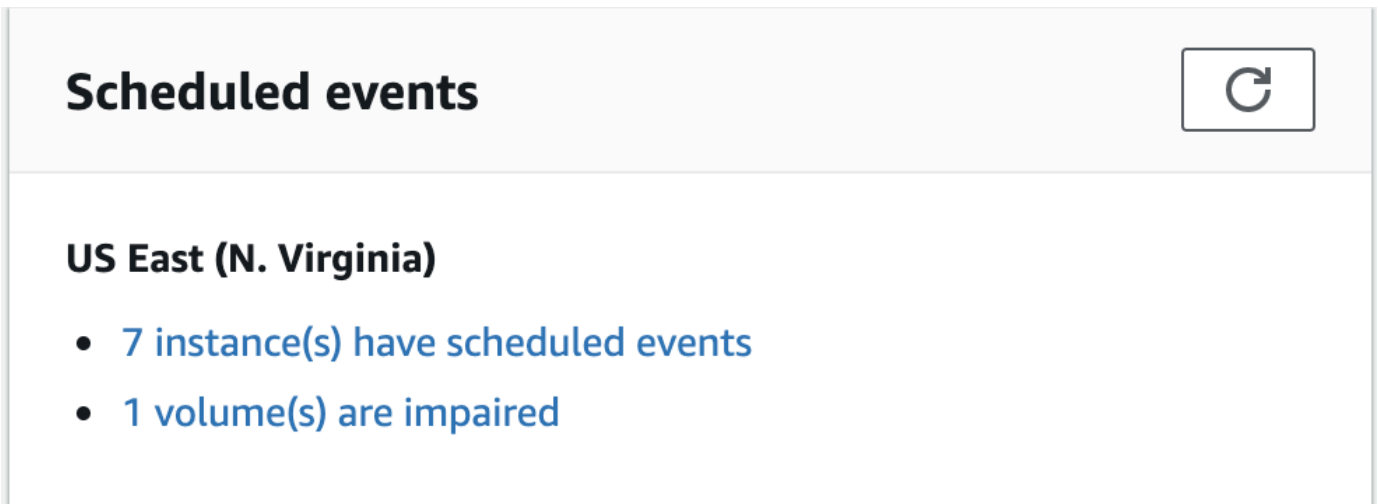 Scheduled events
US East (N. Virginia)
7 instance(s) have scheduled events
1 volume(s) are impaired